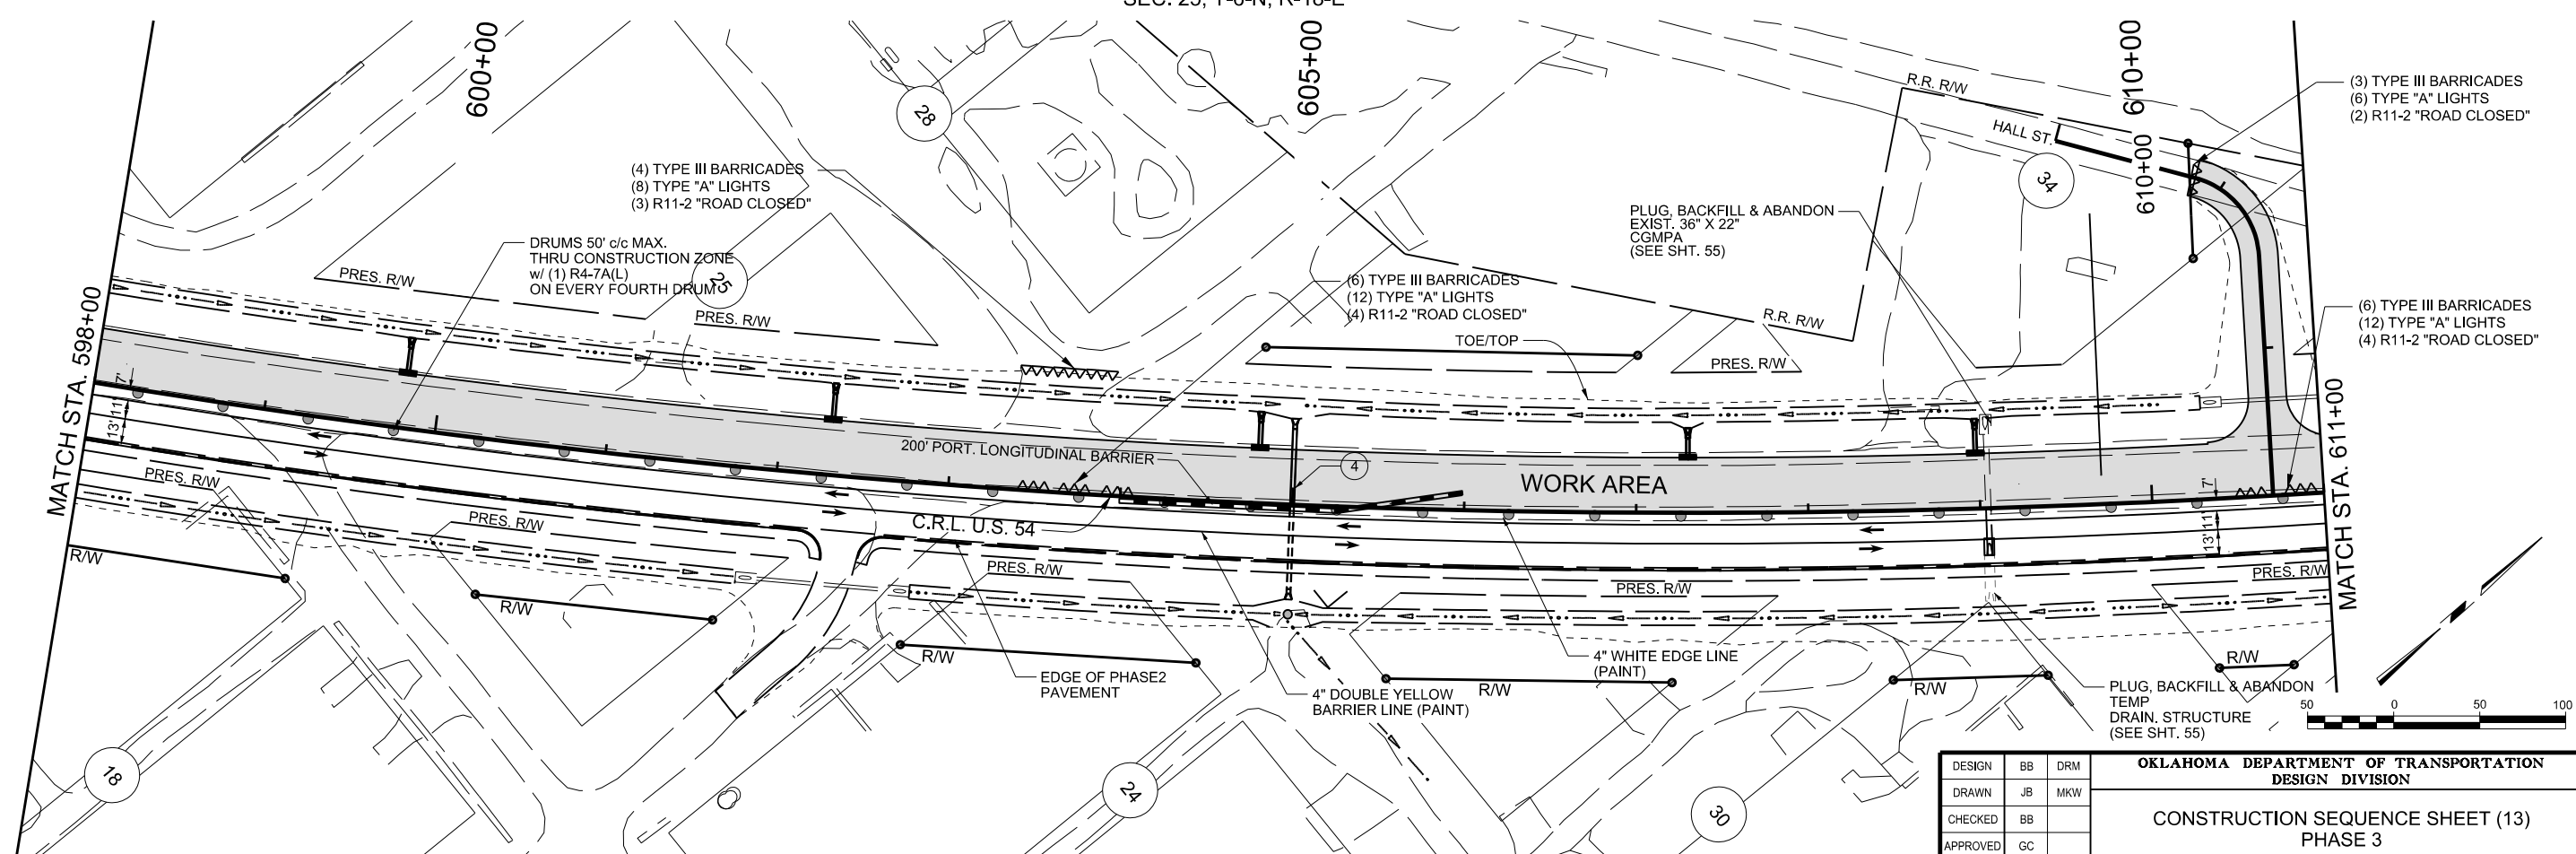 SEC. 25, T-6-N, R-18-E
600+00
605+00
610+00
R.R. R/W
HALL ST.
610+00
34
(3) TYPE III BARRICADES
(6) TYPE "A" LIGHTS
(2) R11-2 "ROAD CLOSED"
28
(4) TYPE III BARRICADES
(8) TYPE "A" LIGHTS
(3) R11-2 "ROAD CLOSED"
PLUG, BACKFILL & ABANDON
EXIST. 36" X 22"
CGMPA
(SEE SHT. 55)
DRUMS 50' c/c MAX.
THRU CONSTRUCTION ZONE
w/ (1) R4-7A(L)
ON EVERY FOURTH DRUM
25
PRES. R/W
PRES. R/W
(6) TYPE III BARRICADES
(12) TYPE "A" LIGHTS
(4) R11-2 "ROAD CLOSED"
R.R. R/W
TOE/TOP
PRES. R/W
(6) TYPE III BARRICADES
(12) TYPE "A" LIGHTS
(4) R11-2 "ROAD CLOSED"
MATCH STA. 598+00
7'
11'
13'
200' PORT. LONGITUDINAL BARRIER
4
WORK AREA
7'
11'
13'
MATCH STA. 611+00
PRES. R/W
PRES. R/W
C.R.L. U.S. 54
PRES. R/W
PRES. R/W
PRES. R/W
R/W
R/W
R/W
R/W
R/W
R/W
EDGE OF PHASE2
PAVEMENT
4" DOUBLE YELLOW
BARRIER LINE (PAINT)
4" WHITE EDGE LINE
(PAINT)
PLUG, BACKFILL & ABANDON
TEMP
DRAIN. STRUCTURE
(SEE SHT. 55)
50 0 50 100
18
24
30
DESIGN BB DRM
DRAWN JB MKW
CHECKED BB
APPROVED GC
OKLAHOMA DEPARTMENT OF TRANSPORTATION
DESIGN DIVISION
CONSTRUCTION SEQUENCE SHEET (13)
PHASE 3